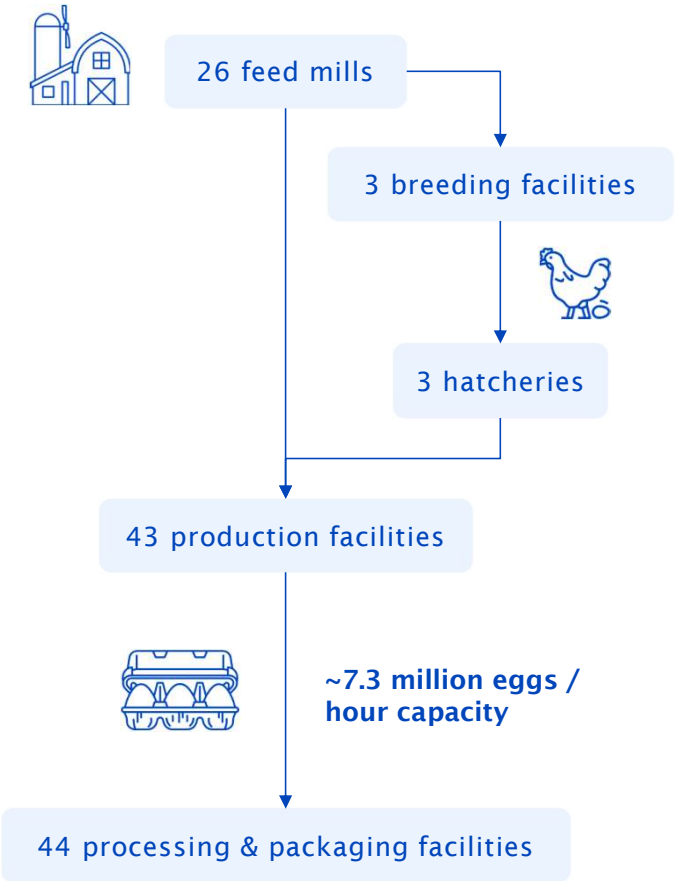 26 feed mills
3 breeding facilities
3 hatcheries
43 production facilities
~7.3 million eggs /
hour capacity
44 processing & packaging facilities